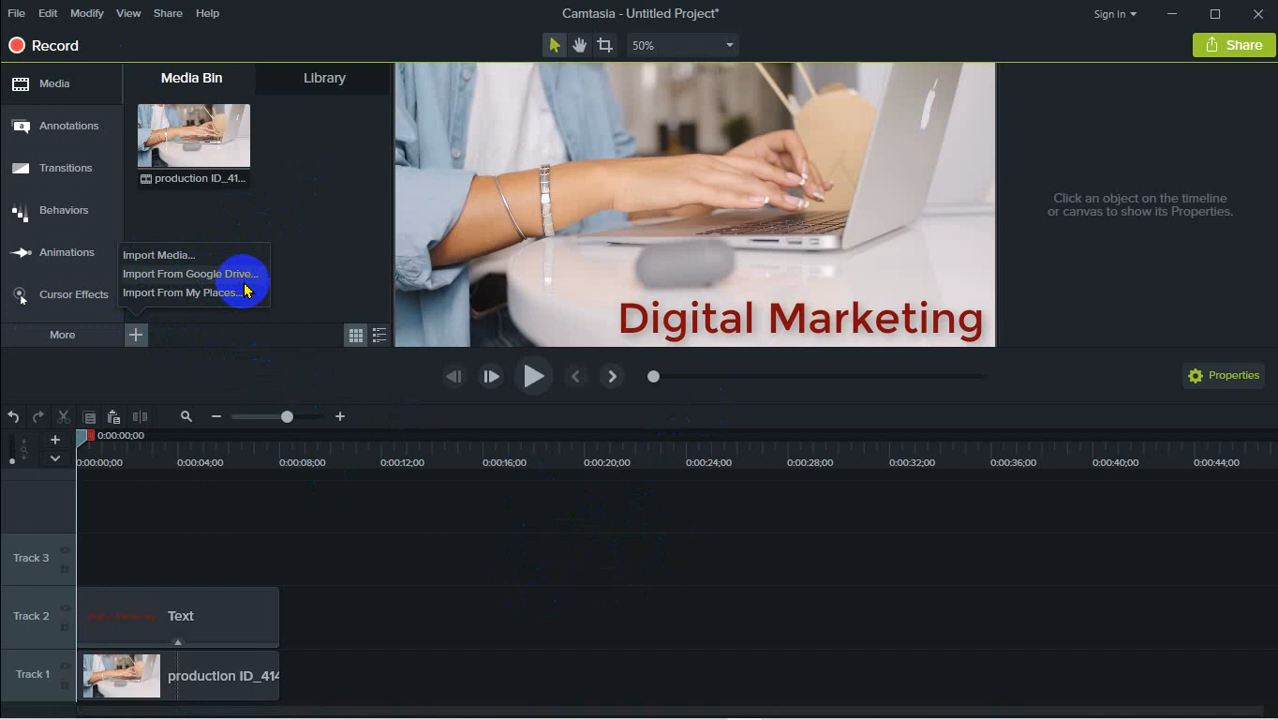 File Edit Modify View Share Help
Camtasia - Untitled Project*
Sign In
Record
50%
Share
Media
Media Bin
Library
Annotations
Transitions
production ID_41...
Behaviors
Click an object on the timeline
or canvas to show its Properties.
Animations
Import Media...
Import From Google Drive...
Import From My Places...
Cursor Effects
Digital Marketing
More
Properties
0:00:00;00
0:00:00;00 0:00:04;00 0:00:08;00 0:00:12;00 0:00:16;00 0:00:20;00 0:00:24;00 0:00:28;00 0:00:32;00 0:00:36;00 0:00:40;00 0:00:44;00
Track 3
Track 2
Text
Track 1
production ID_414